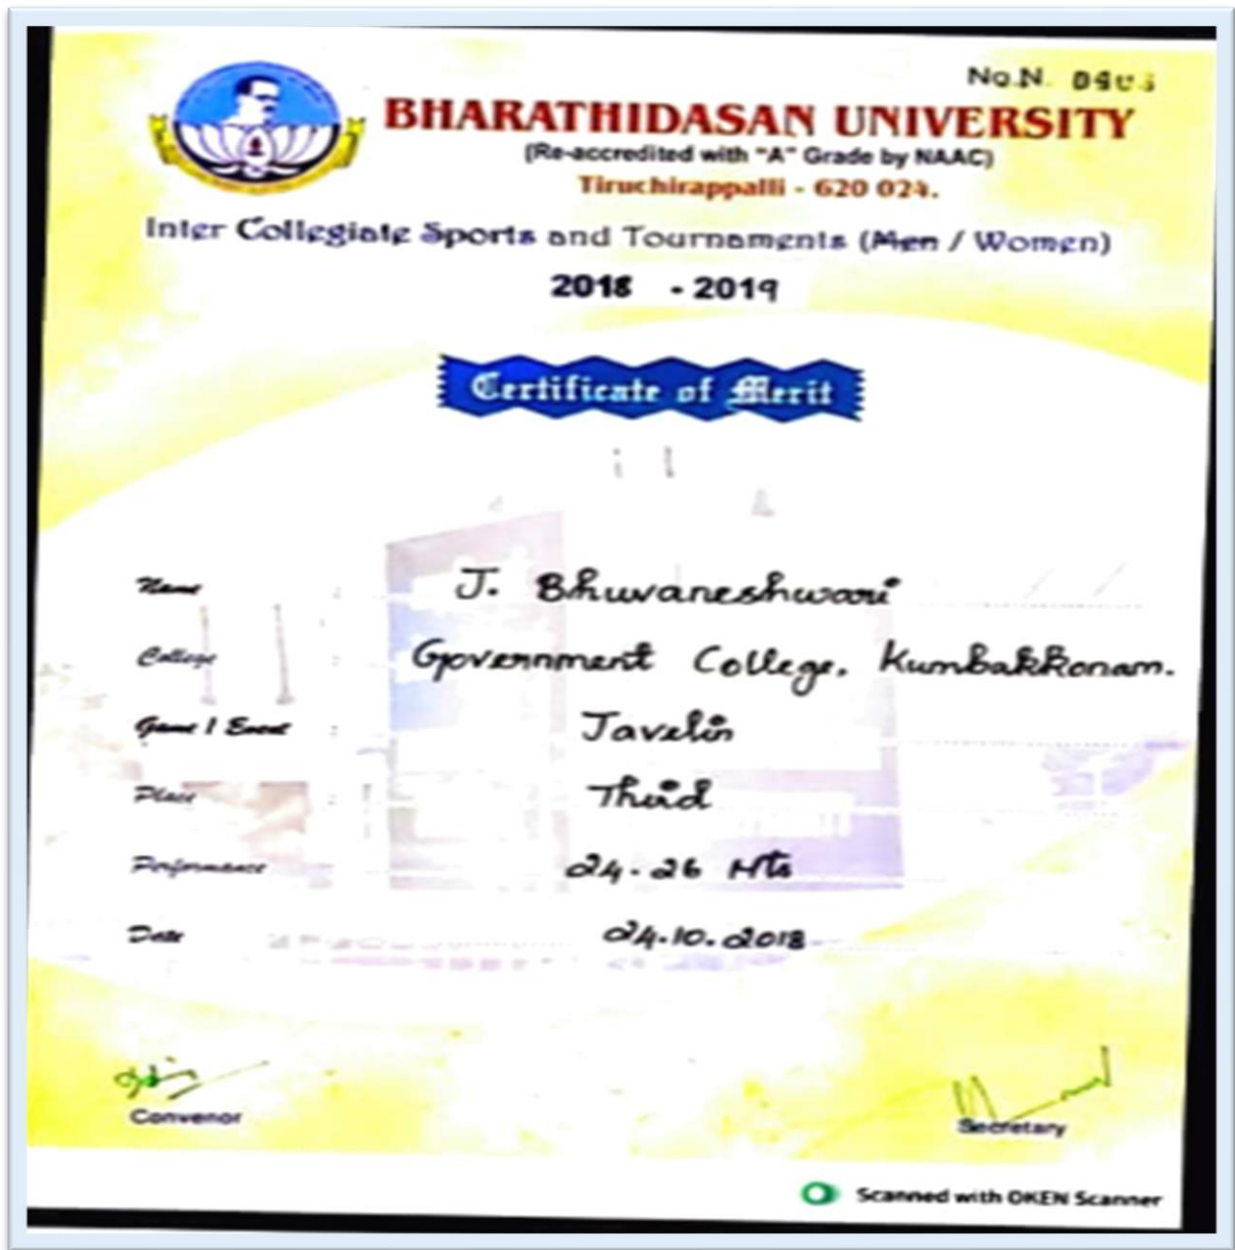 No.N.
BHARATHIDASAN UNIVERSITY
(Re-accredited with "A" Grade by NAAC)
Tiruchirappalli - 620 024.
Inter Collegiate Sports and Tournaments (Men / Women)
2018 - 2019
Certificate of Merit
Name : J. Bhuvaneshwari
College : Government College, Kumbakkonam.
Game / Event : Javelin
Place : Third
Performance : 24.26 Mts
Date 24.10.2018
Convenor
Secretary
Scanned with OKEN Scanner